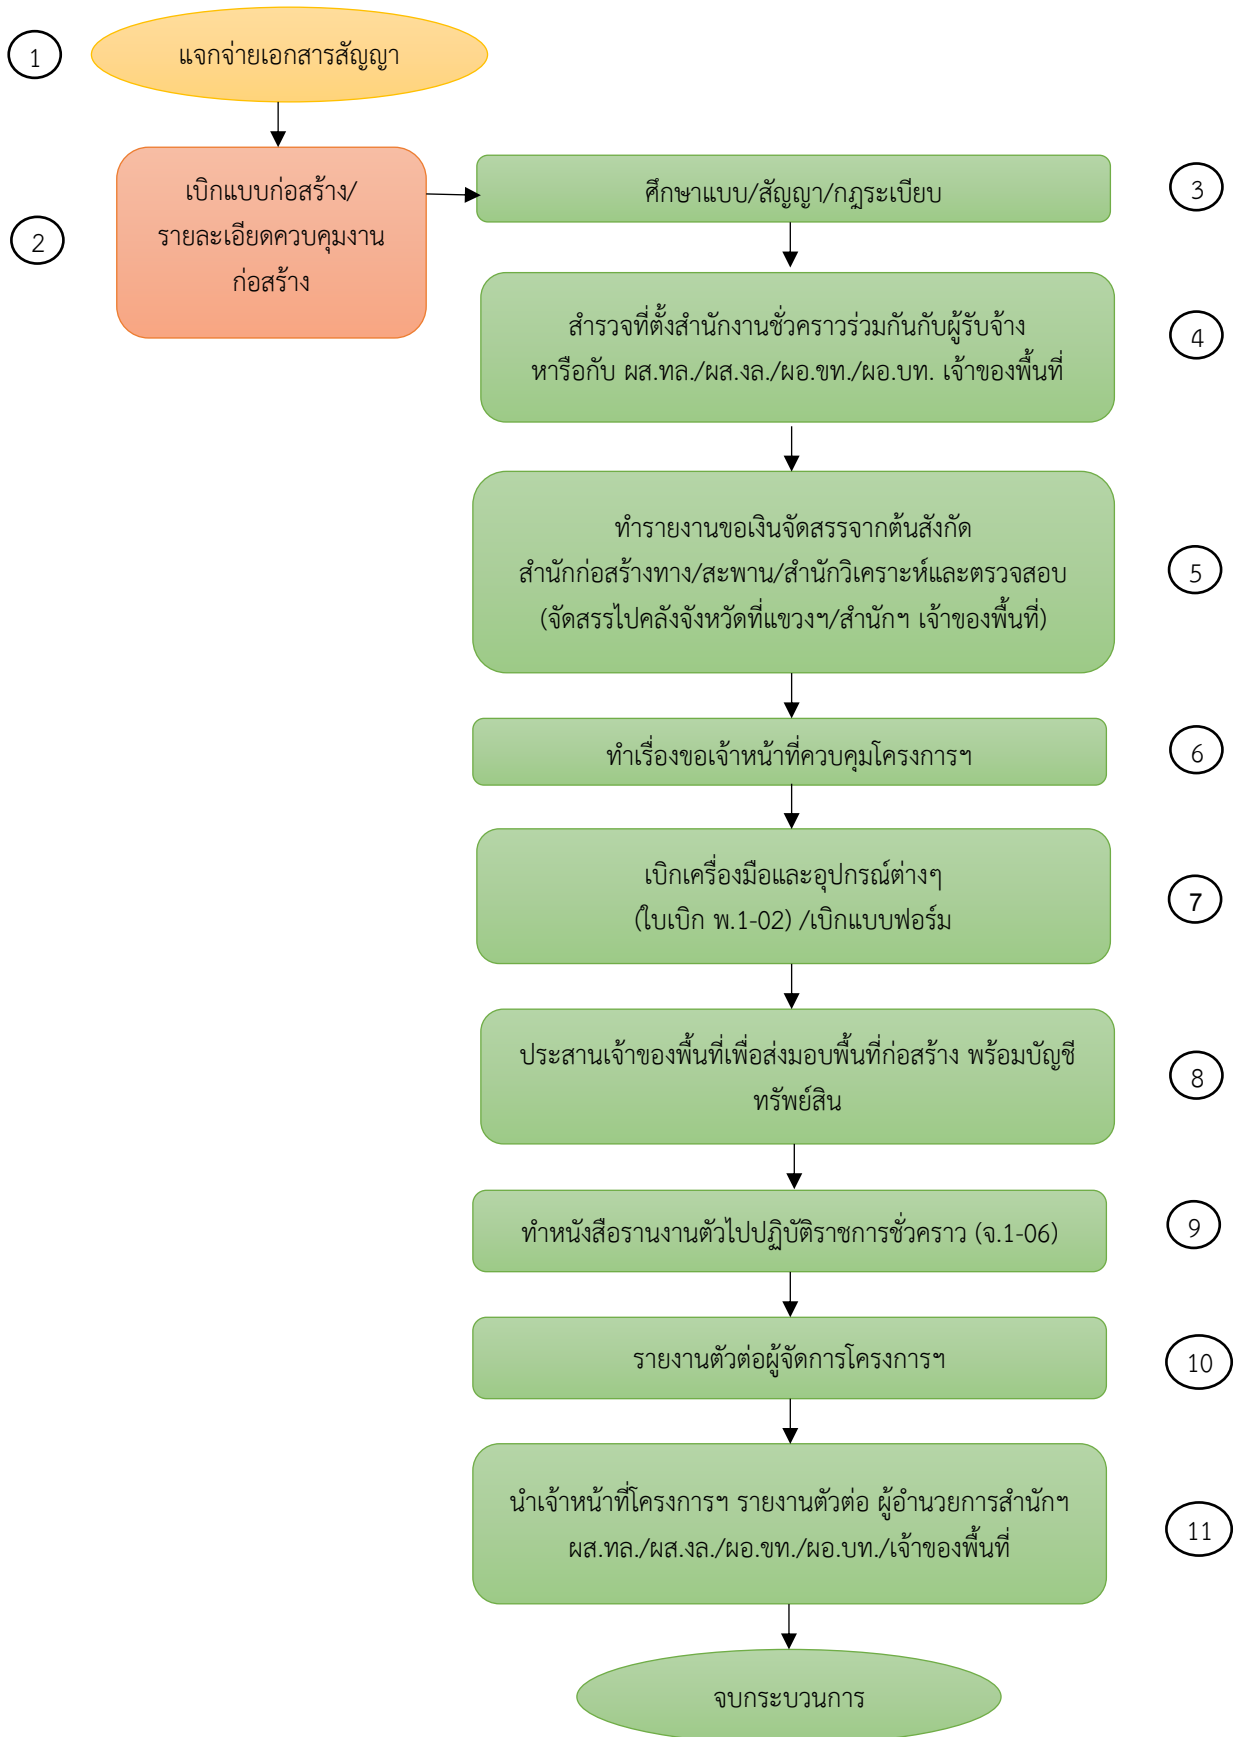 1
แจกจ่ายเอกสารสัญญา
2
เบิกแบบก่อสร้าง/
รายละเอียดควบคุมงาน
ก่อสร้าง
ศึกษาแบบ/สัญญา/กฎระเบียบ
3
สำรวจที่ตั้งสำนักงานชั่วคราวร่วมกันกับผู้รับจ้าง
หารือกับ ผส.ทล./ผส.งล./ผอ.ขท./ผอ.บท. เจ้าของพื้นที่
4
ทำรายงานขอเงินจัดสรรจากต้นสังกัด
สำนักก่อสร้างทาง/สะพาน/สำนักวิเคราะห์และตรวจสอบ
(จัดสรรไปคลังจังหวัดที่แขวงฯ/สำนักฯ เจ้าของพื้นที่)
5
ทำเรื่องขอเจ้าหน้าที่ควบคุมโครงการฯ
6
เบิกเครื่องมือและอุปกรณ์ต่างๆ
(ใบเบิก พ.1-02) /เบิกแบบฟอร์ม
7
ประสานเจ้าของพื้นที่เพื่อส่งมอบพื้นที่ก่อสร้าง พร้อมบัญชี
ทรัพย์สิน
8
ทำหนังสือรานงานตัวไปปฏิบัติราชการชั่วคราว (จ.1-06)
9
รายงานตัวต่อผู้จัดการโครงการฯ
10
นำเจ้าหน้าที่โครงการฯ รายงานตัวต่อ ผู้อำนวยการสำนักฯ
ผส.ทล./ผส.งล./ผอ.ขท./ผอ.บท./เจ้าของพื้นที่
11
จบกระบวนการ